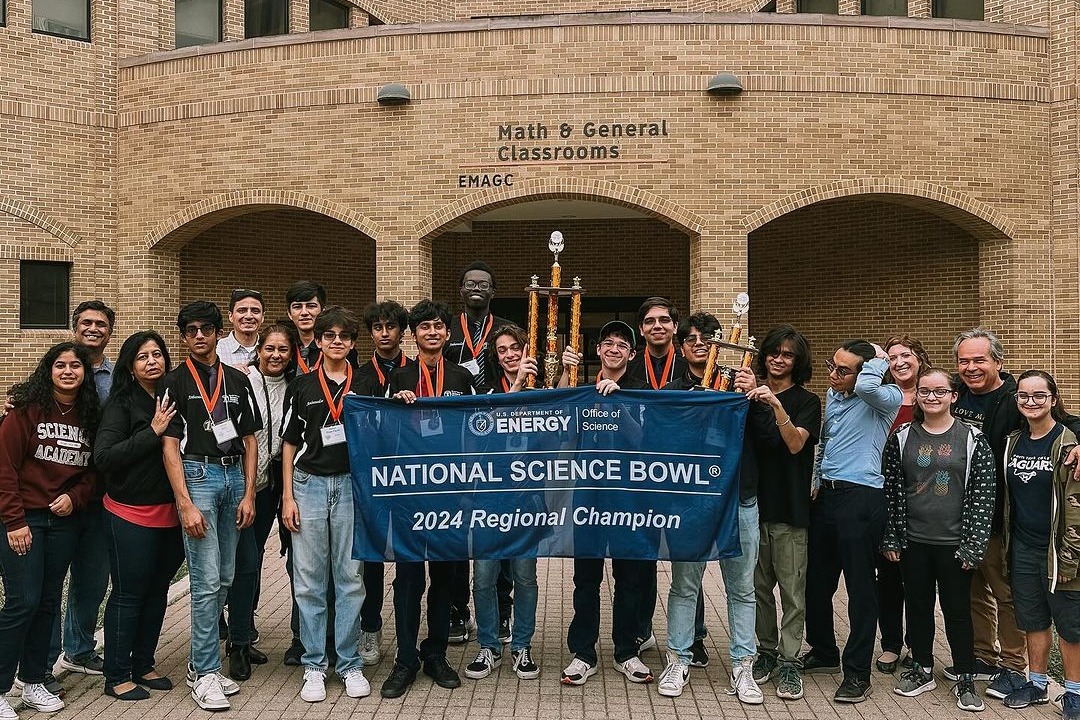 Math & General
Classrooms
EMAGC
U.S. DEPARTMENT OF
ENERGY
Office of
Science
NATIONAL SCIENCE BOWL®
2024 Regional Champion
SCIENCE
ACADEMY
LOVE
JAGUARS